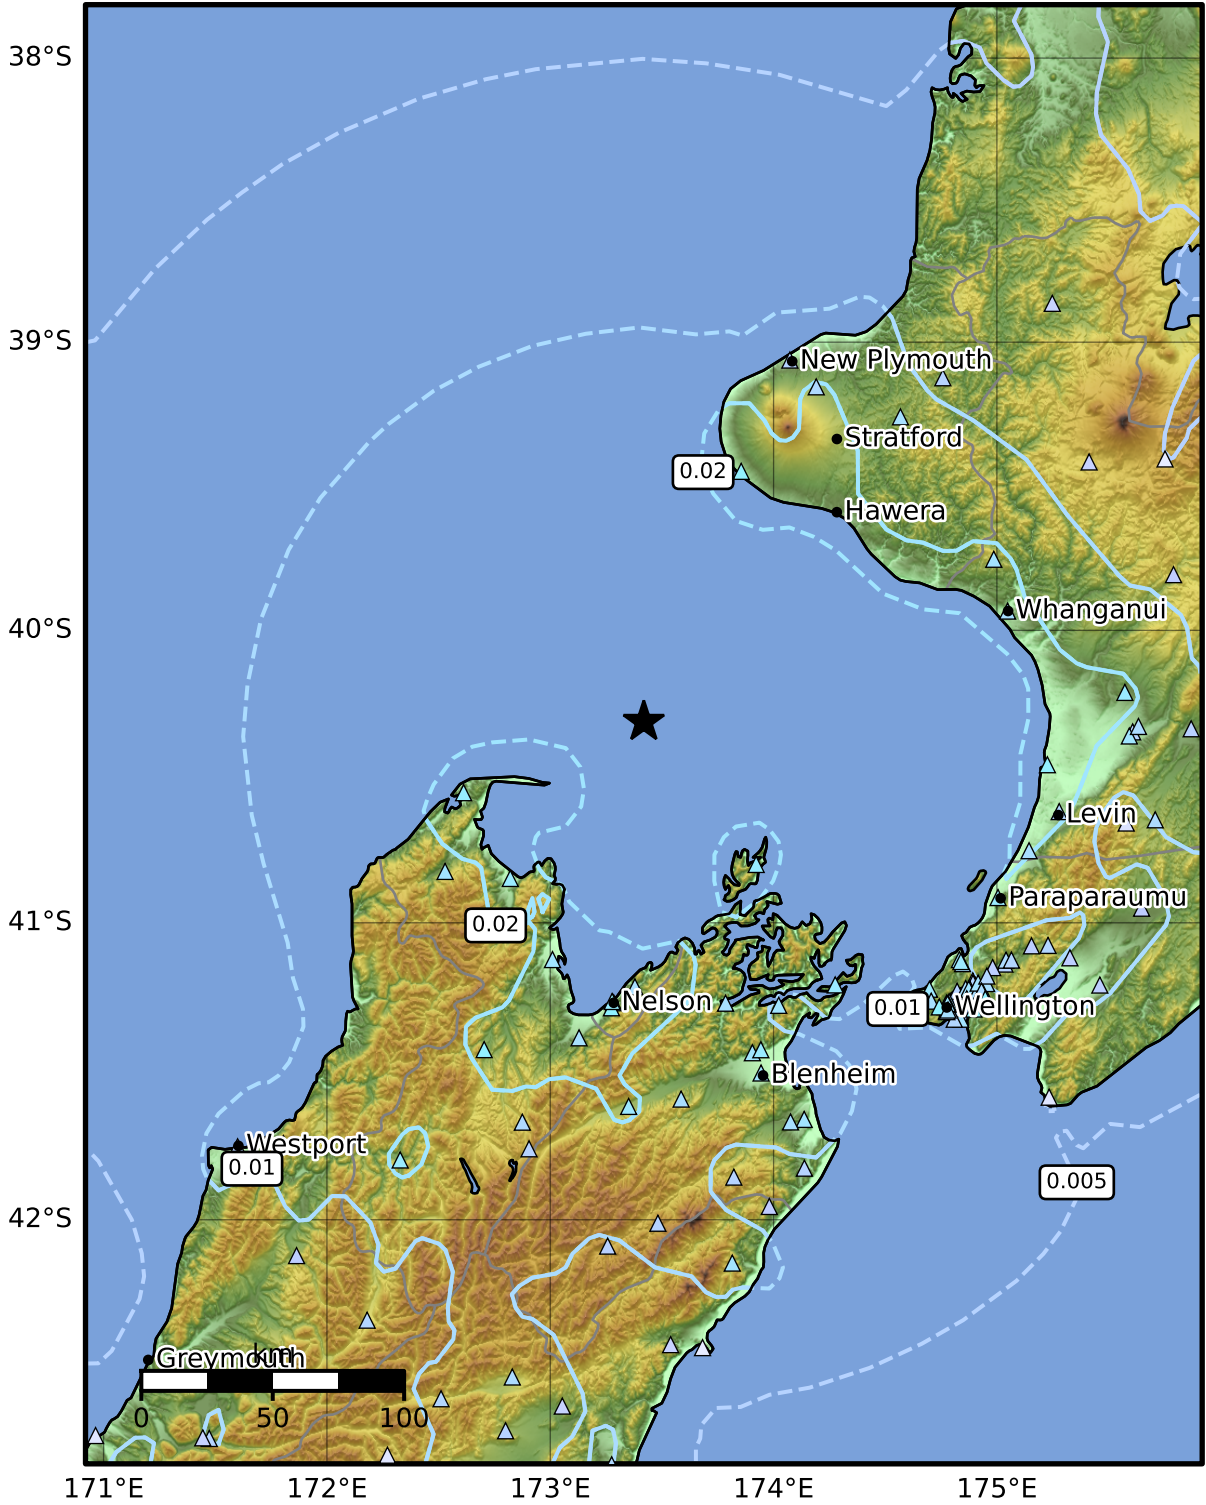 38°S
39°S
New Plymouth
Stratford
0.02
Hawera
40°S
Whanganui
Levin
Paraparaumu
41°S
0.02
Nelson
0.01
Wellington
Blenheim
Westport
0.01
0.005
42°S
Greymouth
km
0
50
100
171°E
172°E
173°E
174°E
175°E